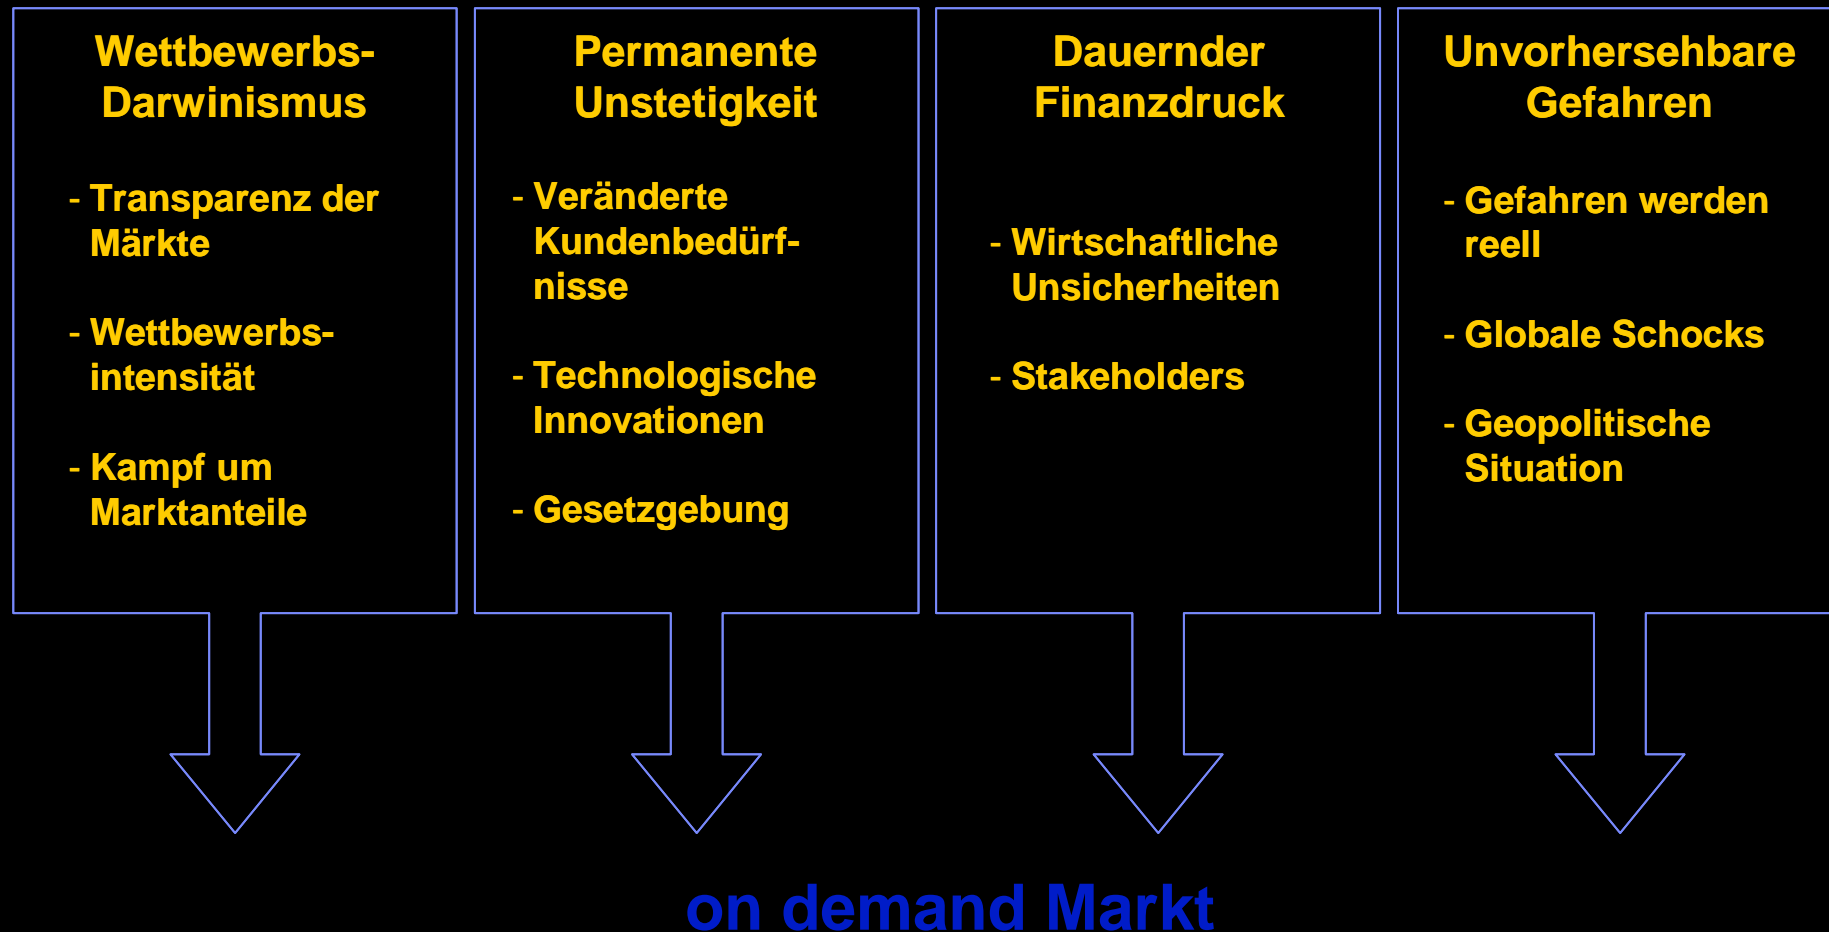 Wettbewerbs-
Darwinismus
- Transparenz der
Märkte
- Wettbewerbs-
intensität
- Kampf um
Marktanteile
Permanente
Unstetigkeit
- Veränderte
Kundenbedürf-
nisse
- Technologische
Innovationen
- Gesetzgebung
Dauernder
Finanzdruck
- Wirtschaftliche
Unsicherheiten
- Stakeholders
Unvorhersehbare
Gefahren
- Gefahren werden
reell
- Globale Schocks
- Geopolitische
Situation
on demand Markt